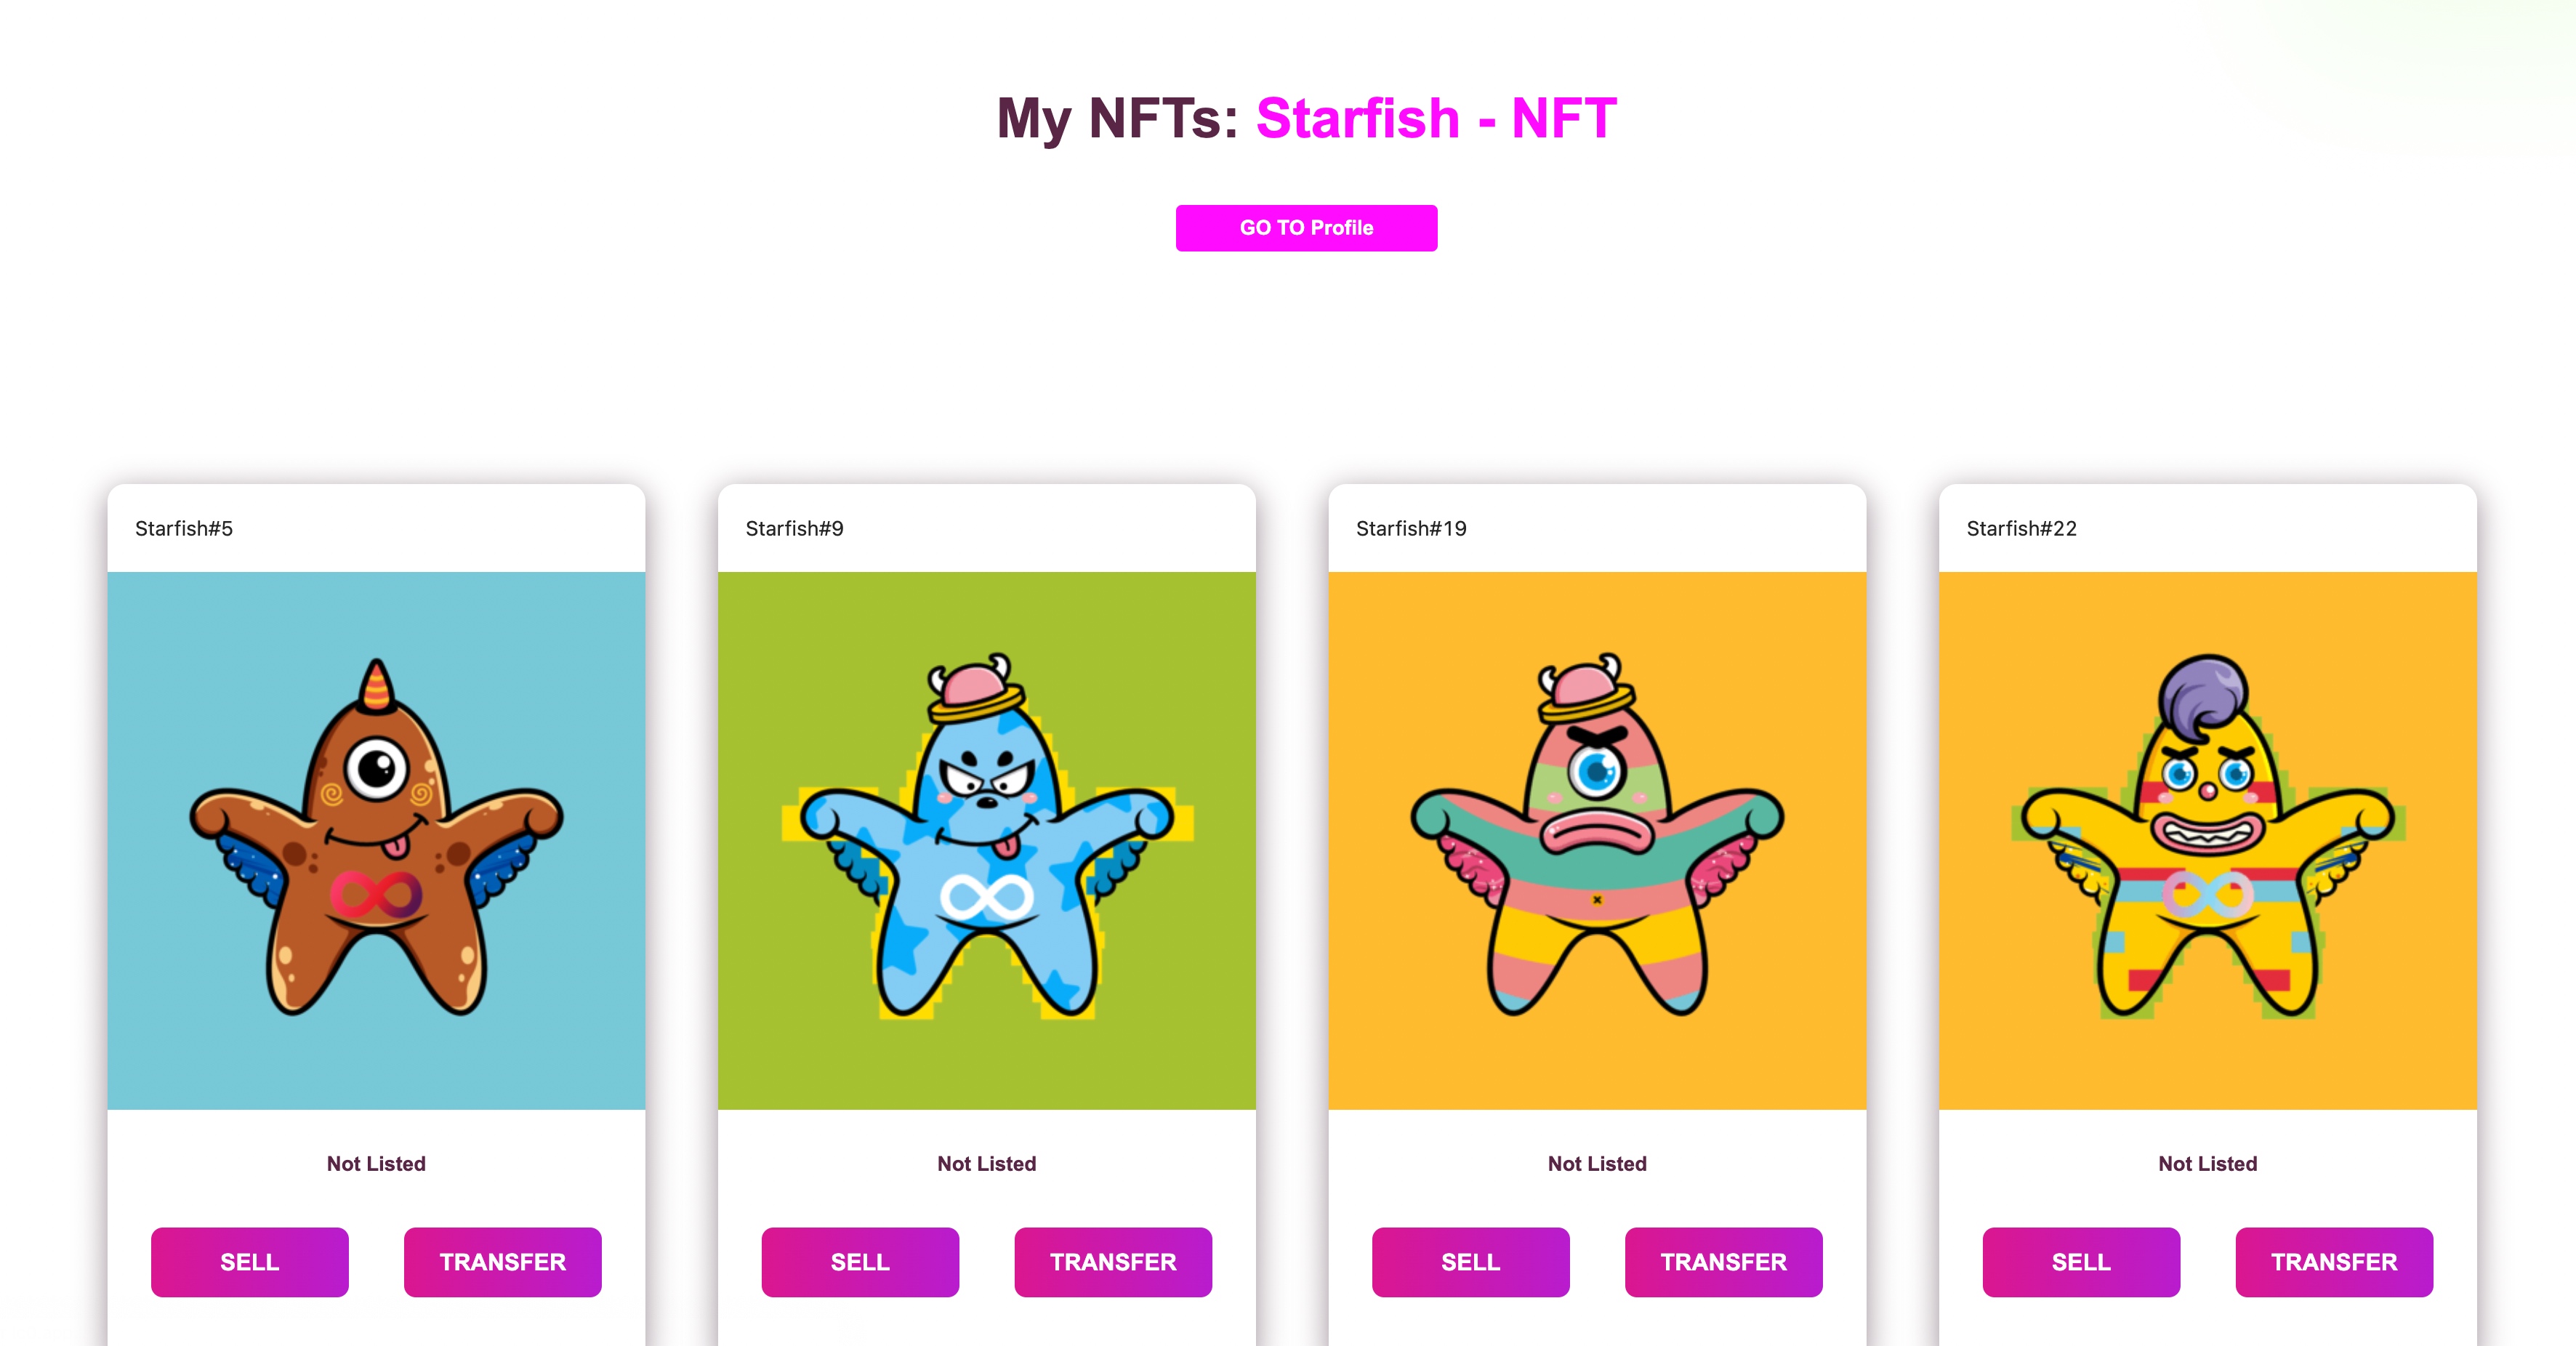 My NFTs: Starfish - NFT
GO TO Profile
Starfish#5
Starfish#9
Starfish#19
Starfish#22
Not Listed
Not Listed
Not Listed
Not Listed
SELL
TRANSFER
SELL
TRANSFER
SELL
TRANSFER
SELL
TRANSFER